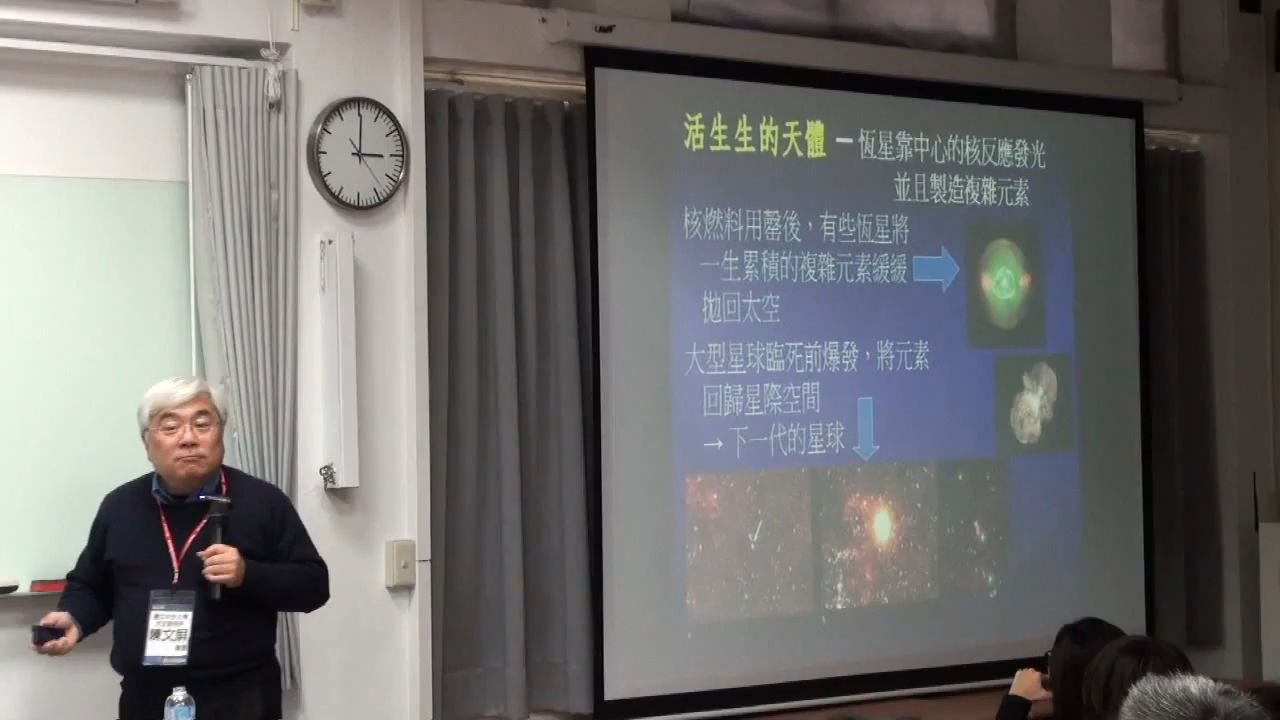 活生生的天體 — 恆星靠中心的核反應發光
並且製造複雜元素
核燃料用罄後，有些恆星將
一生累積的複雜元素緩緩
拋回太空
大型星球臨死前爆發，將元素
回歸星際空間
→ 下一代的星球
陳文屏